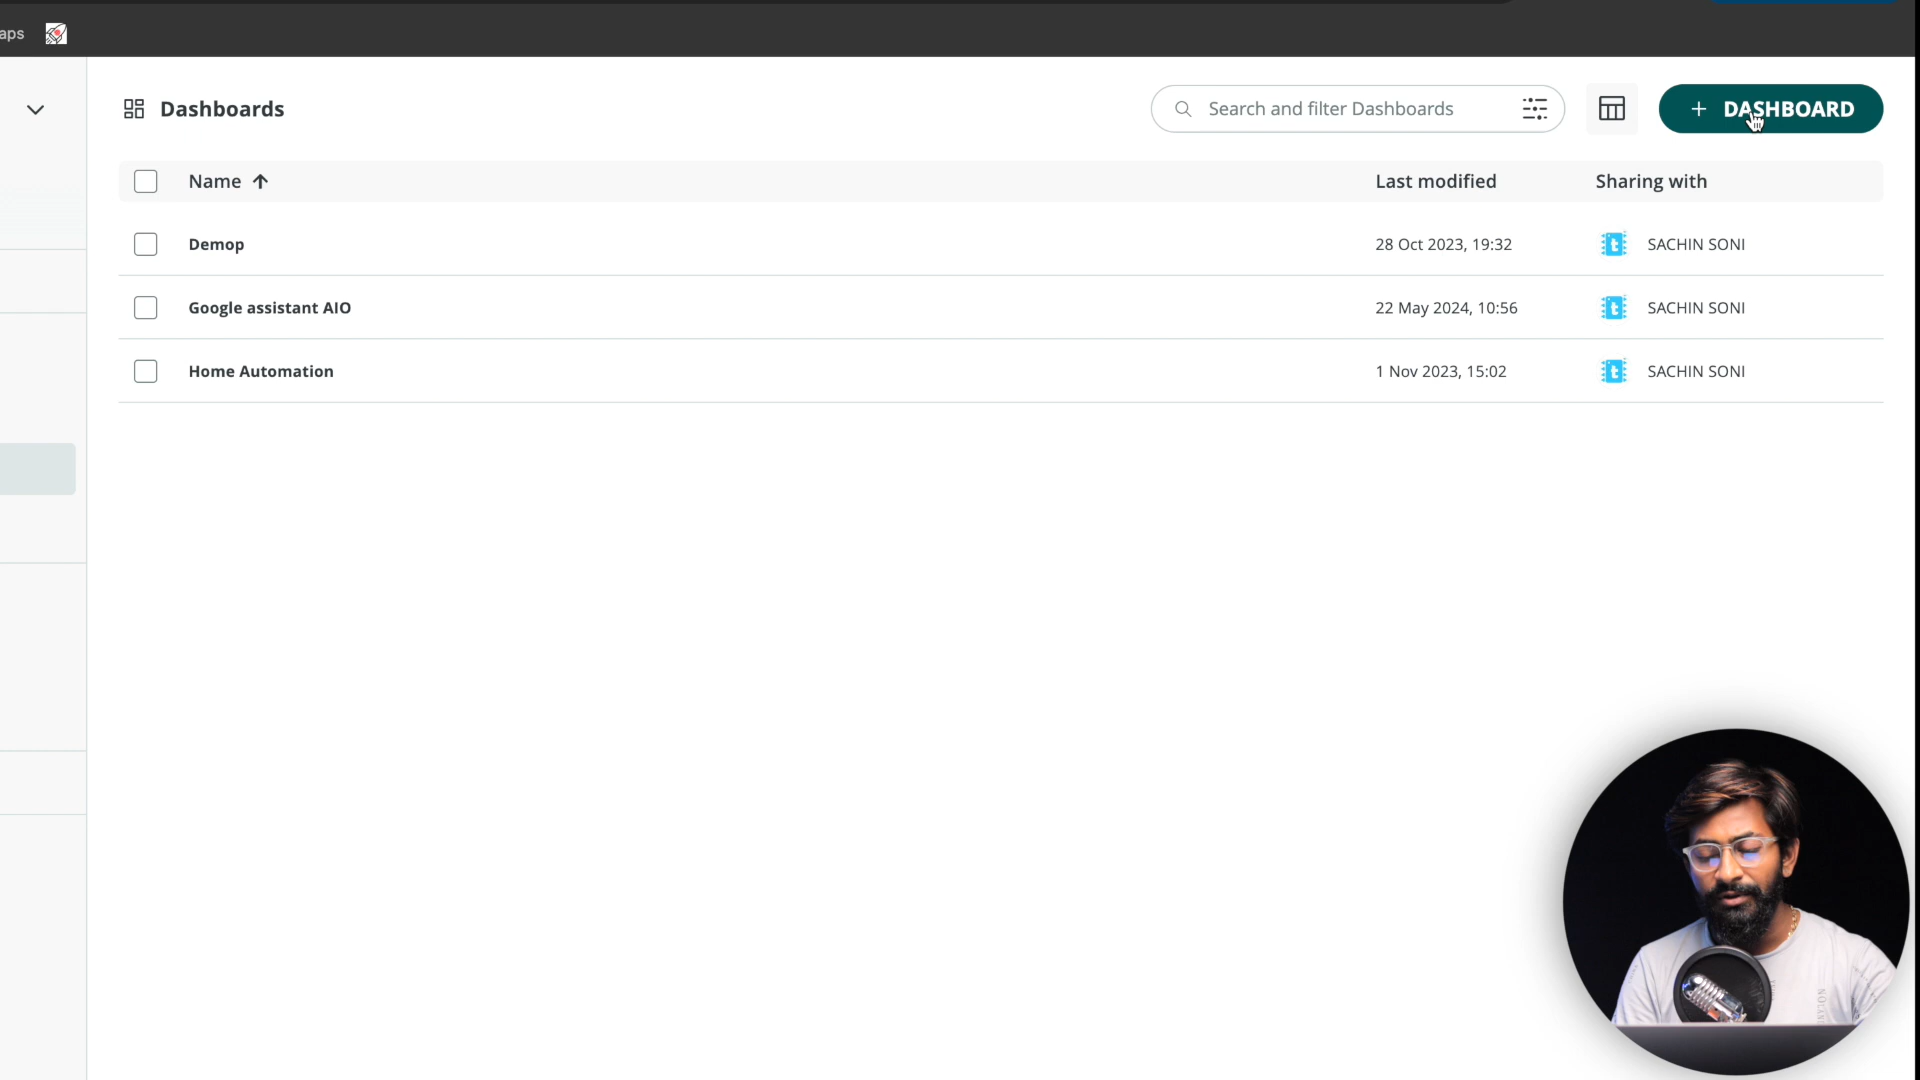 aps
Dashboards
Search and filter Dashboards
+ DASHBOARD
Name
Last modified
Sharing with
Demop
28 Oct 2023, 19:32
SACHIN SONI
Google assistant AIO
22 May 2024, 10:56
SACHIN SONI
Home Automation
1 Nov 2023, 15:02
SACHIN SONI